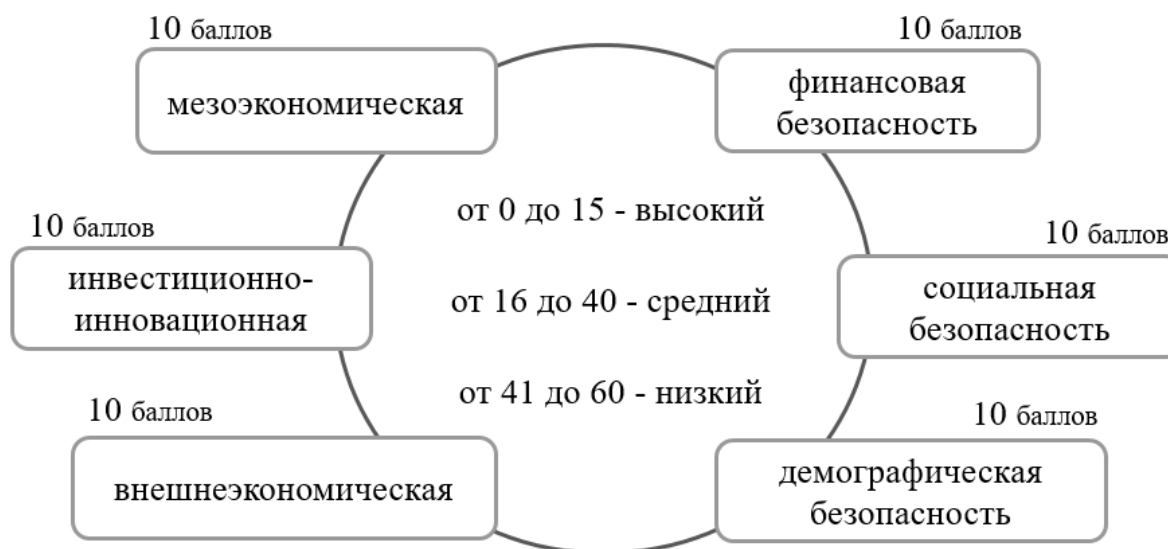 10 баллов
мезоэкономическая
10 баллов
финансовая
безопасность
от 0 до 15 - высокий
10 баллов
инвестиционно-
инновационная
10 баллов
социальная
безопасность
от 16 до 40 - средний
от 41 до 60 - низкий
10 баллов
внешнеэкономическая
10 баллов
демографическая
безопасность